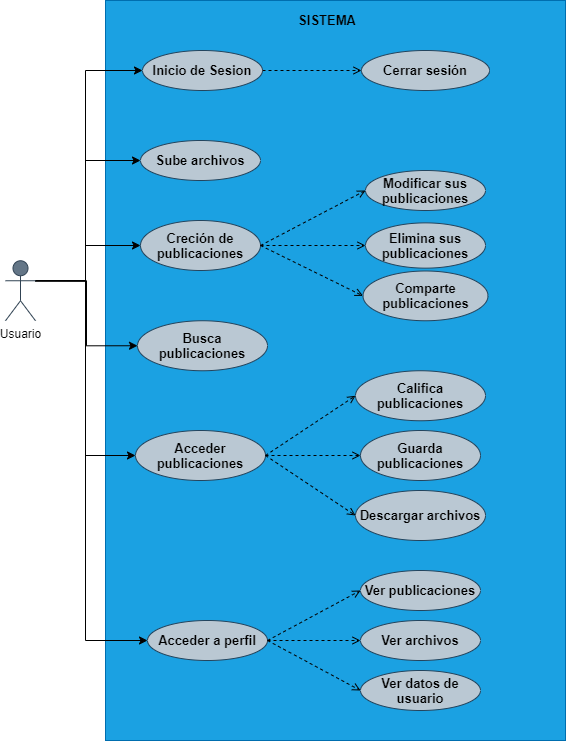 SISTEMA
Inicio de Sesion
Cerrar sesión
Sube archivos
Modificar sus
publicaciones
Creción de
publicaciones
Elimina sus
publicaciones
Comparte
publicaciones
Usuario
Busca
publicaciones
Califica
publicaciones
Acceder
publicaciones
Guarda
publicaciones
Descargar archivos
Ver publicaciones
Acceder a perfil
Ver archivos
Ver datos de
usuario